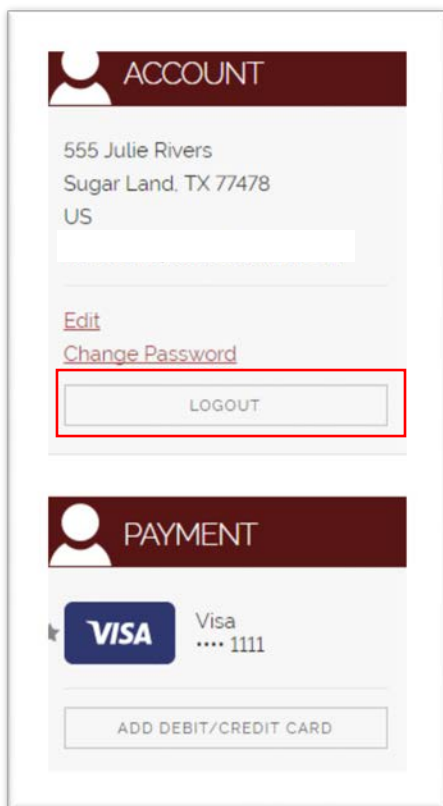 ACCOUNT
555 Julie Rivers
Sugar Land, TX 77478
US
Edit
Change Password
LOGOUT
PAYMENT
VISA
Visa
•••• 1111
ADD DEBIT/CREDIT CARD